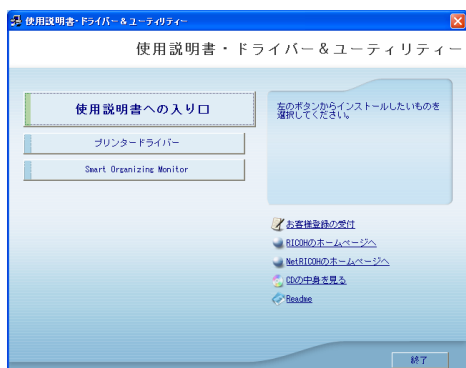 使用説明書･ﾄﾞﾗｲﾊﾞｰ＆ﾕｰﾃｨﾘﾃｨｰ
使用説明書・ドライバー＆ユーティリティー
使用説明書への入り口
プリンタードライバー
Smart Organizing Monitor
左のボタンからインストールしたいものを
選択してください。
お客様登録の受付
RICOHのホームページへ
NetRICOHのホームページへ
CDの中身を見る
Readme
終了